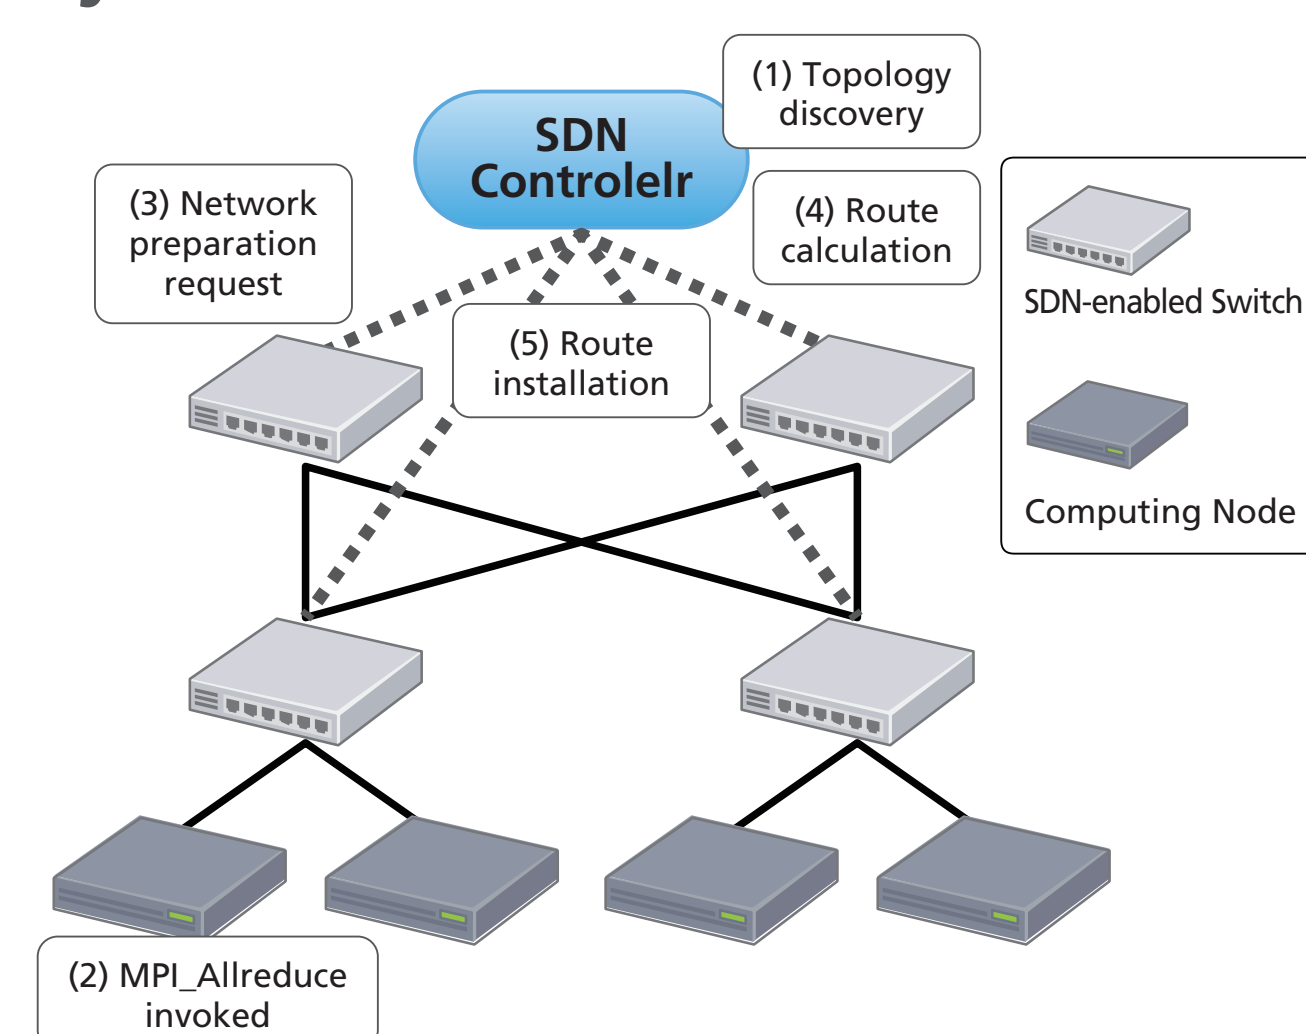 (1) Topology
discovery
SDN
Controlelr
(3) Network
preparation
request
(4) Route
calculation
SDN-enabled Switch
(5) Route
installation
Computing Node
(2) MPI_Allreduce
invoked